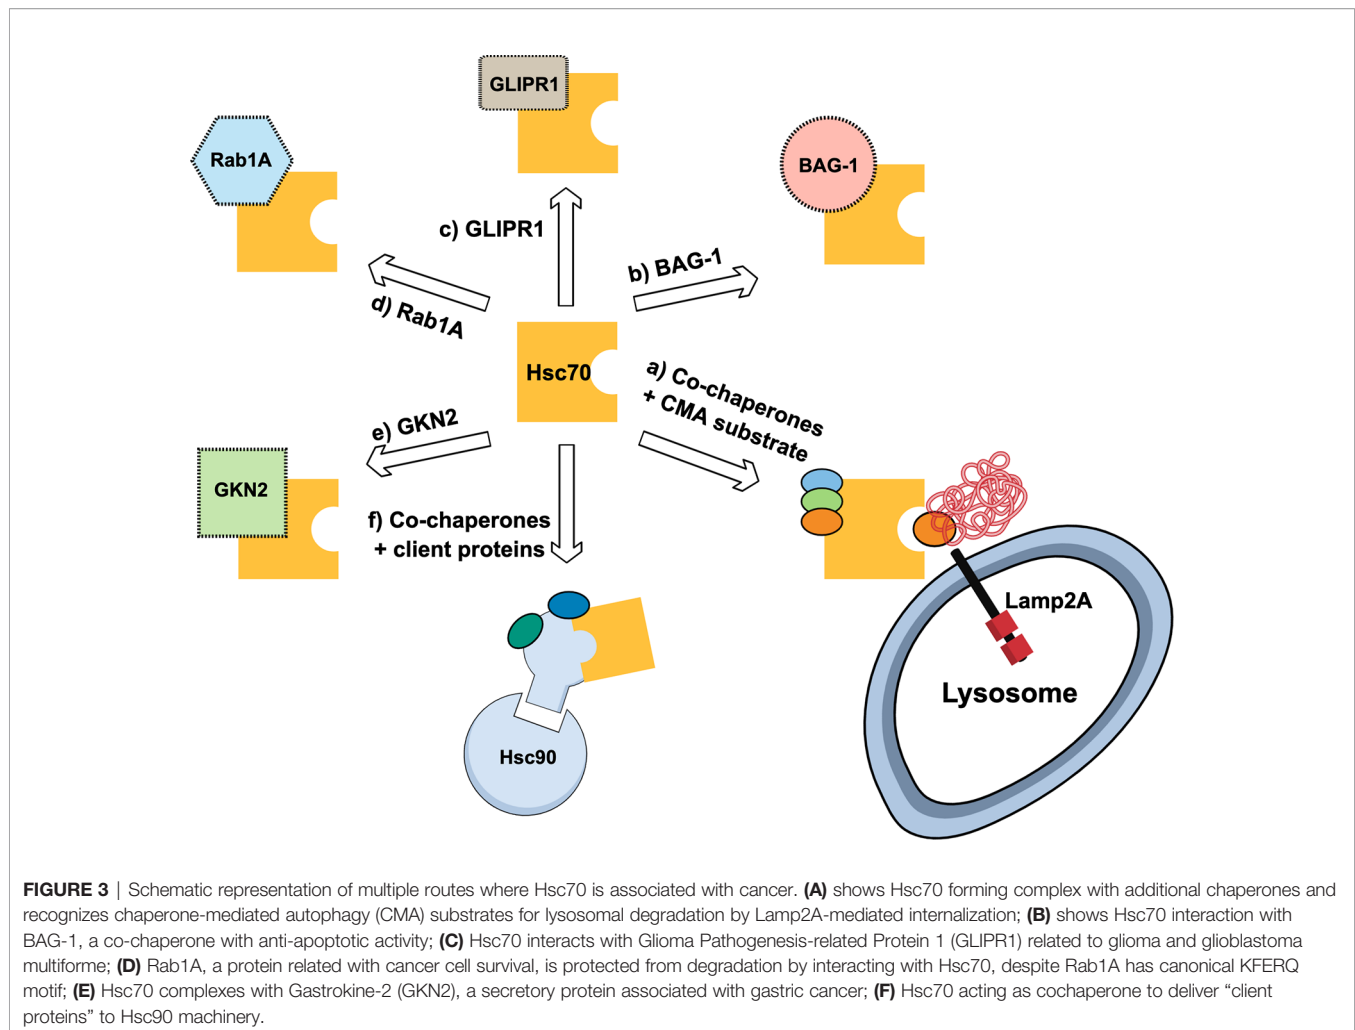 GLIPR1
Rab1A
BAG-1
c) GLIPR1
b) BAG-1
d) Rab1A
Hsc70
a) Co-chaperones
+ CMA substrate
e) GKN2
GKN2
f) Co-chaperones
+ client proteins
Lamp2A
Lysosome
Hsc90
FIGURE 3 | Schematic representation of multiple routes where Hsc70 is associated with cancer. (A) shows Hsc70 forming complex with additional chaperones and
recognizes chaperone-mediated autophagy (CMA) substrates for lysosomal degradation by Lamp2A-mediated internalization; (B) shows Hsc70 interaction with
BAG-1, a co-chaperone with anti-apoptotic activity; (C) Hsc70 interacts with Glioma Pathogenesis-related Protein 1 (GLIPR1) related to glioma and glioblastoma
multiforme; (D) Rab1A, a protein related with cancer cell survival, is protected from degradation by interacting with Hsc70, despite Rab1A has canonical KFERQ
motif; (E) Hsc70 complexes with Gastrokine-2 (GKN2), a secretory protein associated with gastric cancer; (F) Hsc70 acting as cochaperone to deliver “client
proteins” to Hsc90 machinery.